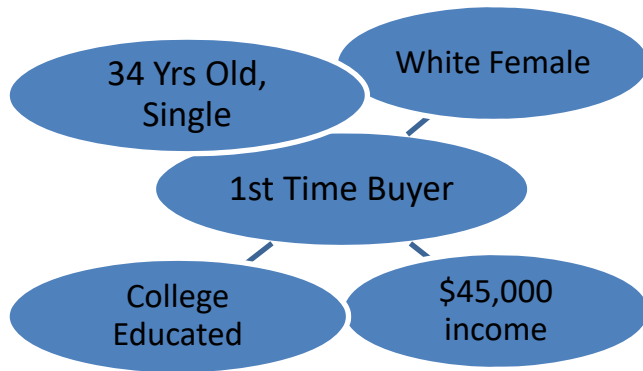 34 Yrs Old,
Single
White Female
1st Time Buyer
College
Educated
$45,000
income